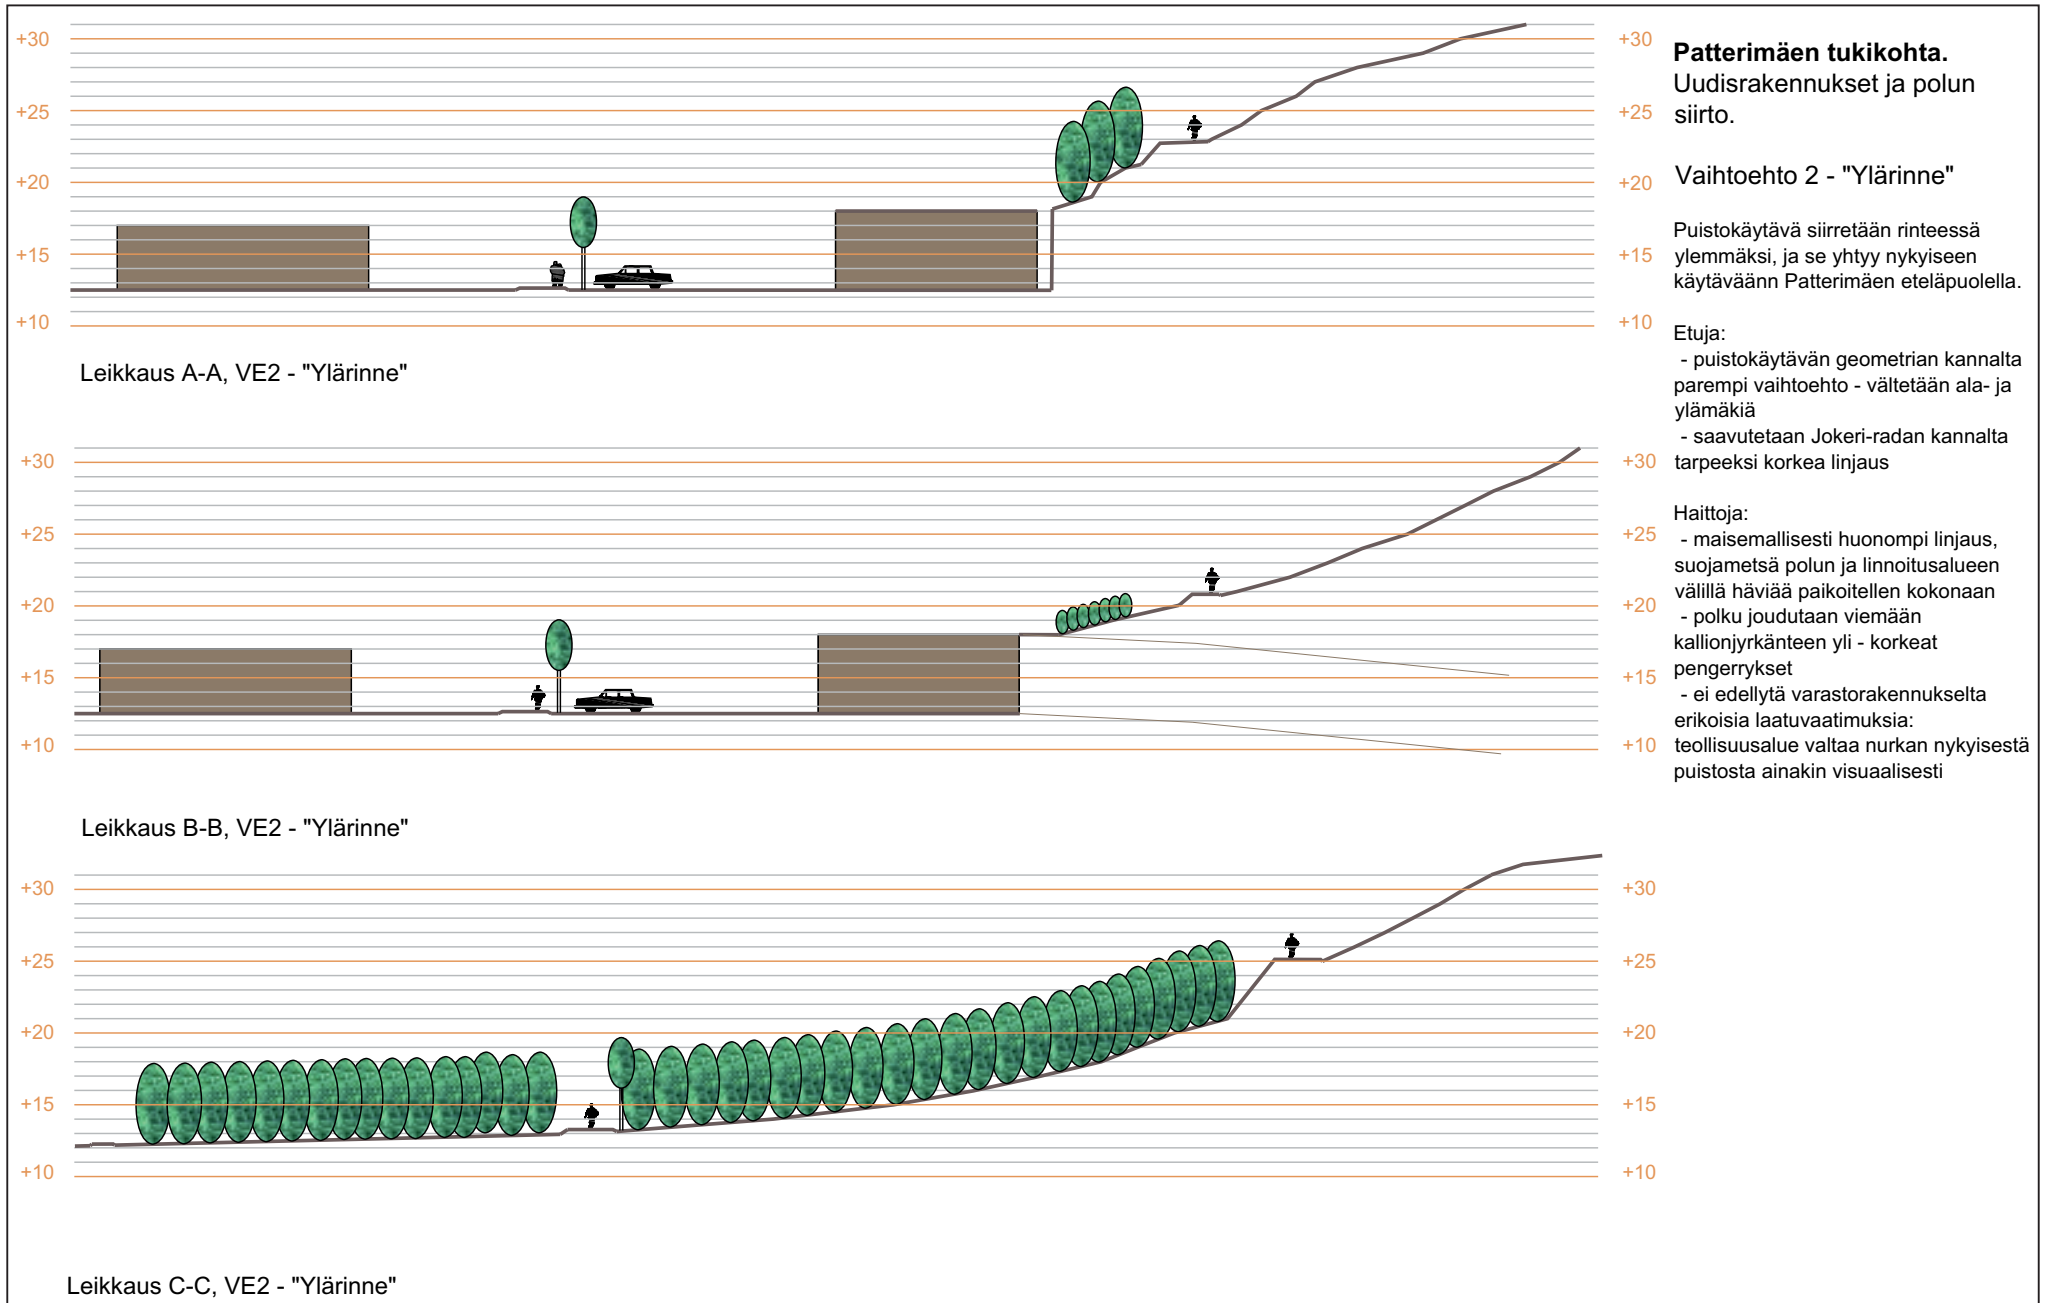 +30
+30
+25
+25
+20
+20
+15
+15
+10
+10
Leikkaus A-A, VE2 - "Ylärinne"
+30
+30
+25
+25
+20
+20
+15
+15
+10
+10
Leikkaus B-B, VE2 - "Ylärinne"
+30
+30
+25
+25
+20
+20
+15
+15
+10
+10
Leikkaus C-C, VE2 - "Ylärinne"
Patterimäen tukikohta.
Uudisrakennukset ja polun
siirto.
Vaihtoehto 2 - "Ylärinne"
Puistokäytävä siirretään rinteessä
ylemmäksi, ja se yhtyy nykyiseen
käytäväänn Patterimäen eteläpuolella.
Etuja:
- puistokäytävän geometrian kannalta
parempi vaihtoehto - vältetään ala- ja
ylämäkiä
- saavutetaan Jokeri-radan kannalta
tarpeeksi korkea linjaus
Haittoja:
- maisemallisesti huonompi linjaus,
suojametsä polun ja linnoitusalueen
välillä häviää paikoitellen kokonaan
- polku joudutaan viemään
kallionjyrkänteen yli - korkeat
pengerrykset
- ei edellytä varastorakennukselta
erikoisia laatuvaatimuksia:
teollisuusalue valtaa nurkan nykyisestä
puistosta ainakin visuaalisesti